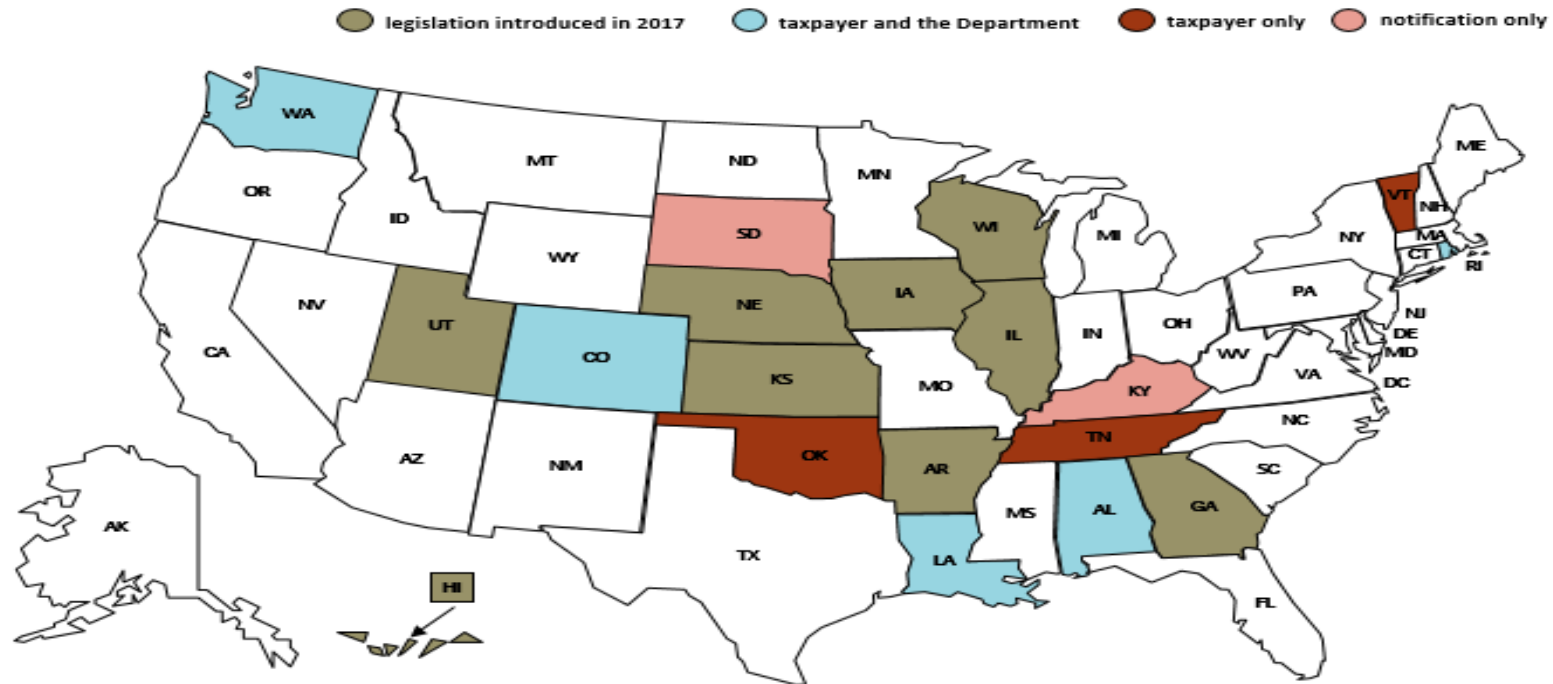 legislation introduced in 2017 taxpayer and the Department taxpayer only notification only
WA
ME
MT
ND
MN
VT
OR
NH
ID
SD
WI
MI
NY
MA
WY
CT
RI
NE
IA
PA
NV
UT
NJ
IL
IN
OH
DE
CA
CO
WV
MD
KS
MO
KY
VA
DC
NC
TN
AZ
NM
OK
AR
SC
AK
MS
AL
GA
TX
LA
HI
FL